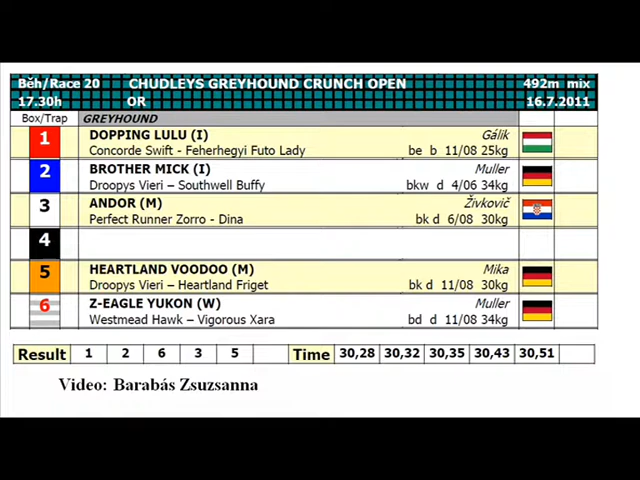 Běh/Race 20 CHUDLEYS GREYHOUND CRUNCH OPEN 492m mix
17.30h OR 16.7.2011
Box/Trap GREYHOUND
1 DOPPING LULU (I) Gálik
Concorde Swift - Feherhegyi Futo Lady be b 11/08 25kg
2 BROTHER MICK (I) Muller
Droopys Vieri – Southwell Buffy bkw d 4/06 34kg
3 ANDOR (M) Živkovič
Perfect Runner Zorro - Dina bk d 6/08 30kg
4
5 HEARTLAND VOODOO (M) Mika
Droopys Vieri – Heartland Friget bk d 11/08 30kg
6 Z-EAGLE YUKON (W) Muller
Westmead Hawk – Vigorous Xara bd d 11/08 34kg
Result 1 2 6 3 5 Time 30,28 30,32 30,35 30,43 30,51
Video: Barabás Zsuzsanna